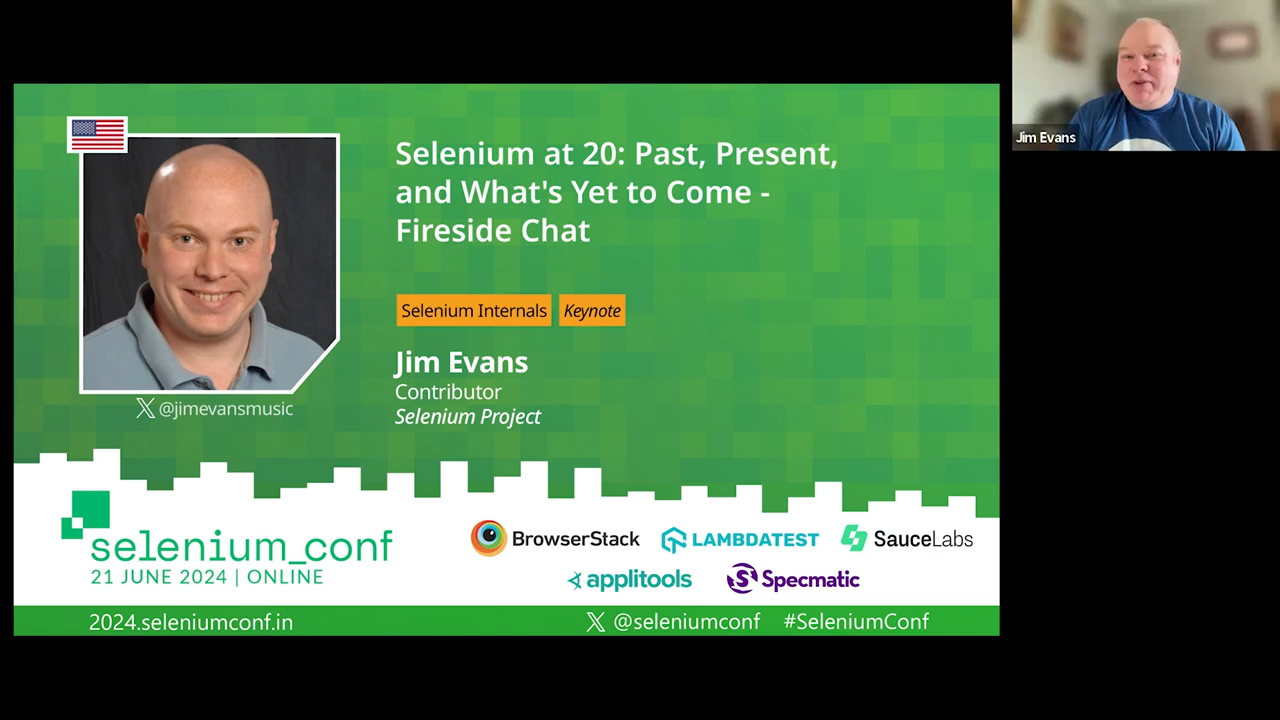 Selenium at 20: Past, Present,
and What's Yet to Come -
Fireside Chat
Selenium Internals Keynote
Jim Evans
Contributor
Selenium Project
X @jimevansmusic
selenium_conf
21 JUNE 2024 | ONLINE
BrowserStack LAMBDATEST SauceLabs
applitools Specmatic
2024.seleniumconf.in X @seleniumconf #SeleniumConf
Jim Evans